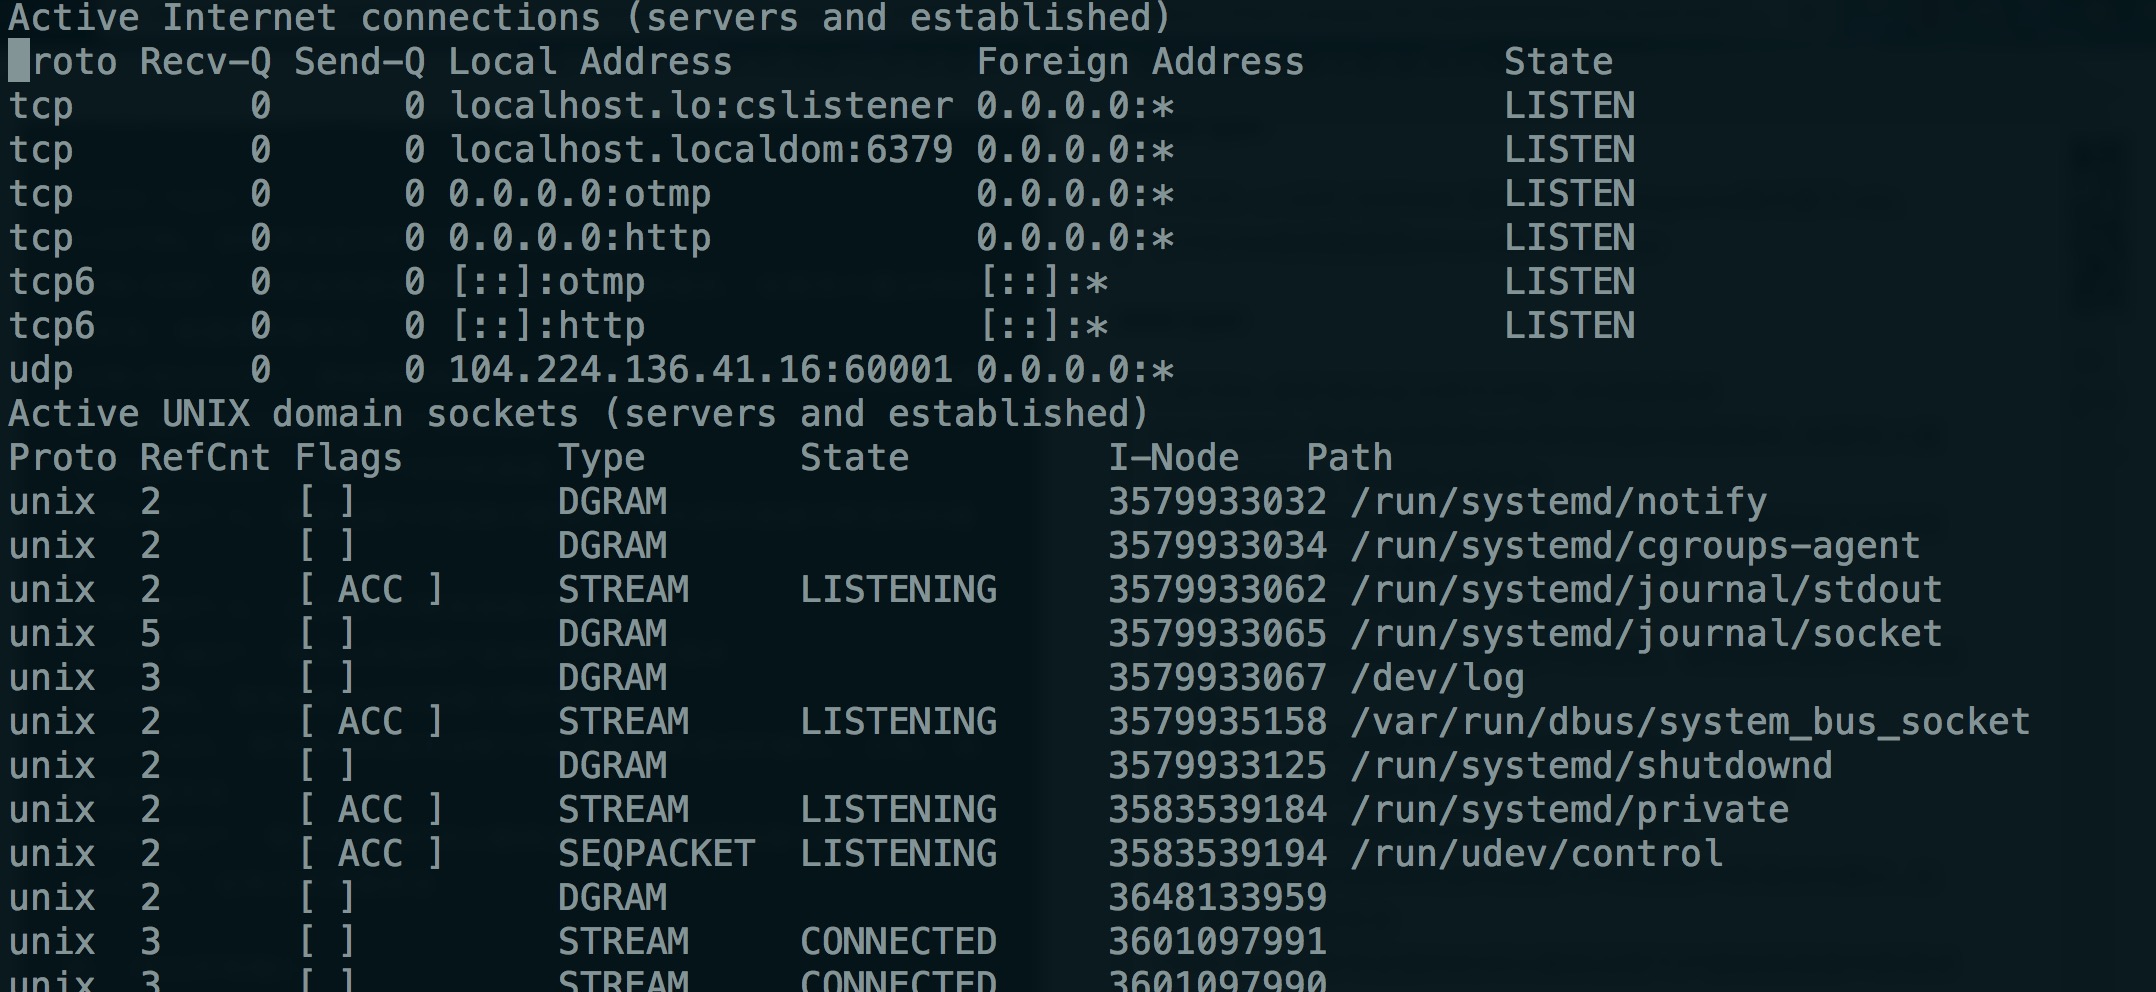 Active Internet connections (servers and established)
Proto Recv-Q Send-Q Local Address           Foreign Address         State
tcp        0      0 localhost.lo:cslistener 0.0.0.0:*               LISTEN
tcp        0      0 localhost.localdom:6379 0.0.0.0:*               LISTEN
tcp        0      0 0.0.0.0:otmp            0.0.0.0:*               LISTEN
tcp        0      0 0.0.0.0:http            0.0.0.0:*               LISTEN
tcp6       0      0 [::]:otmp               [::]:*                  LISTEN
tcp6       0      0 [::]:http               [::]:*                  LISTEN
udp        0      0 104.224.136.41.16:60001 0.0.0.0:*
Active UNIX domain sockets (servers and established)
Proto RefCnt Flags       Type       State         I-Node   Path
unix  2      [ ]         DGRAM                    3579933032 /run/systemd/notify
unix  2      [ ]         DGRAM                    3579933034 /run/systemd/cgroups-agent
unix  2      [ ACC ]     STREAM     LISTENING     3579933062 /run/systemd/journal/stdout
unix  5      [ ]         DGRAM                    3579933065 /run/systemd/journal/socket
unix  3      [ ]         DGRAM                    3579933067 /dev/log
unix  2      [ ACC ]     STREAM     LISTENING     3579935158 /var/run/dbus/system_bus_socket
unix  2      [ ]         DGRAM                    3579933125 /run/systemd/shutdownd
unix  2      [ ACC ]     STREAM     LISTENING     3583539184 /run/systemd/private
unix  2      [ ACC ]     SEQPACKET  LISTENING     3583539194 /run/udev/control
unix  2      [ ]         DGRAM                    3648133959
unix  3      [ ]         STREAM     CONNECTED     3601097991
unix  3      [ ]         STREAM     CONNECTED     3601097990